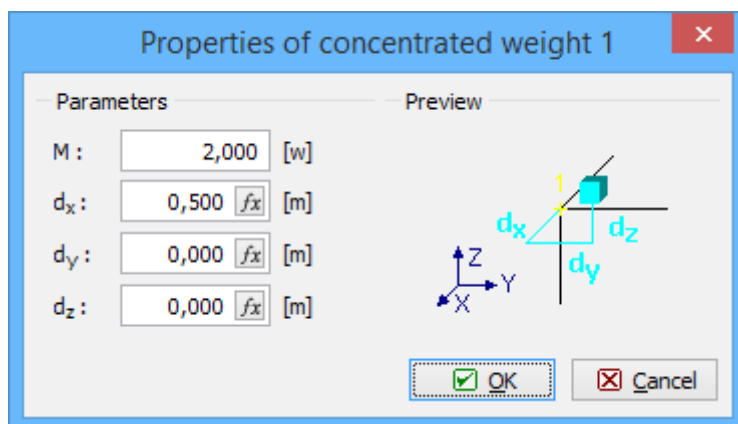 Properties of concentrated weight 1
Parameters
M : 2,000 [w]
dx : 0,500 fx [m]
dy : 0,000 fx [m]
dz : 0,000 fx [m]
Preview
1
dx
dz
dy
Z
Y
X
OK
Cancel